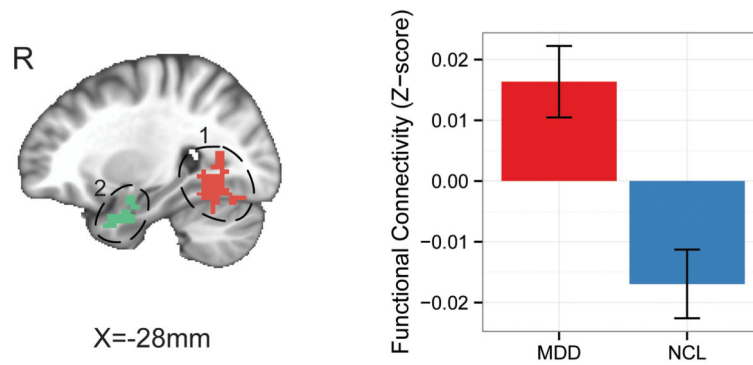 R
1
2
X=-28mm
Functional Connectivity (Z−score)
0.02
0.01
0.00
−0.01
−0.02
MDD
NCL